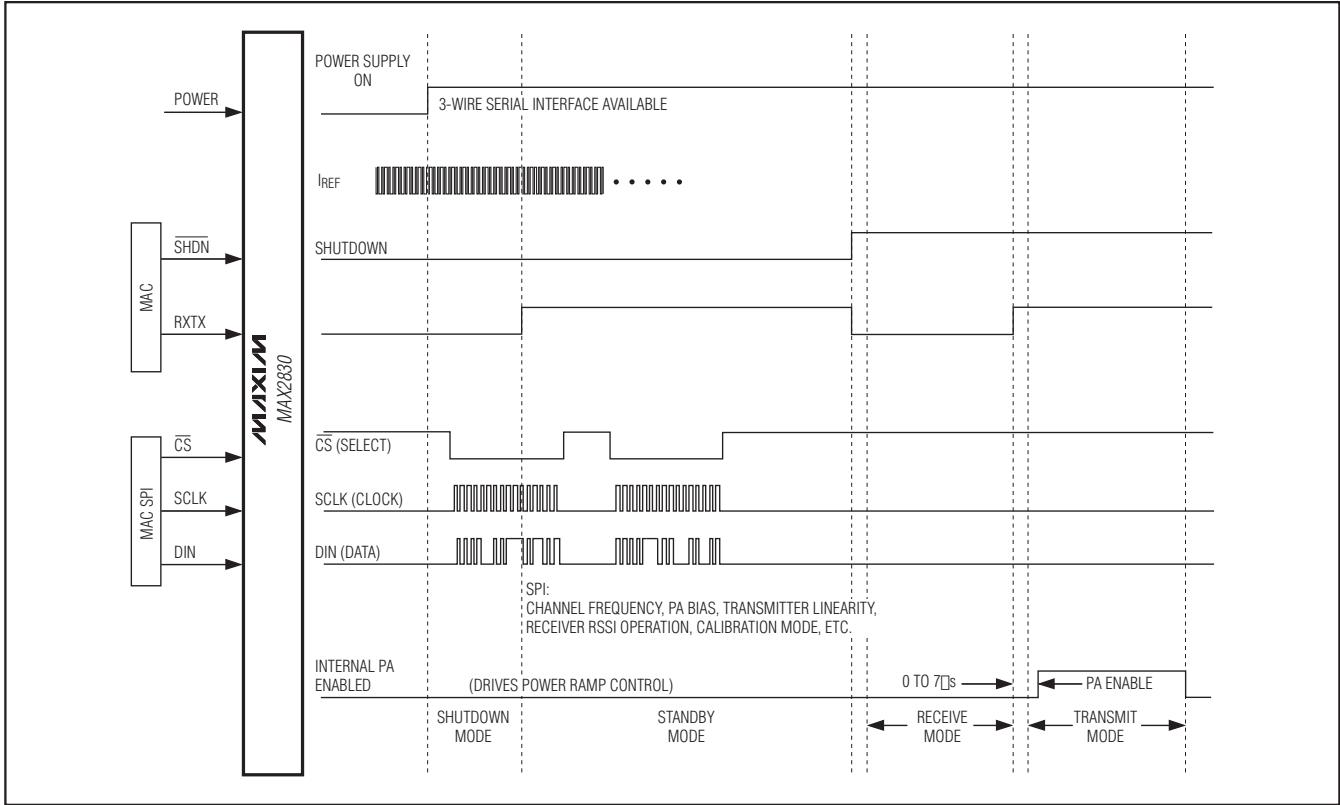 POWER SUPPLY
ON
POWER
3-WIRE SERIAL INTERFACE AVAILABLE
IREF
MAC
SHDN
SHUTDOWN
RXTX
MAXIM
MAX2830
MAC SPI
CS
CS (SELECT)
SCLK
SCLK (CLOCK)
DIN
DIN (DATA)
SPI:
CHANNEL FREQUENCY, PA BIAS, TRANSMITTER LINEARITY,
RECEIVER RSSI OPERATION, CALIBRATION MODE, ETC.
INTERNAL PA
ENABLED
(DRIVES POWER RAMP CONTROL)
0 TO 7□s
PA ENABLE
SHUTDOWN
MODE
STANDBY
MODE
RECEIVE
MODE
TRANSMIT
MODE